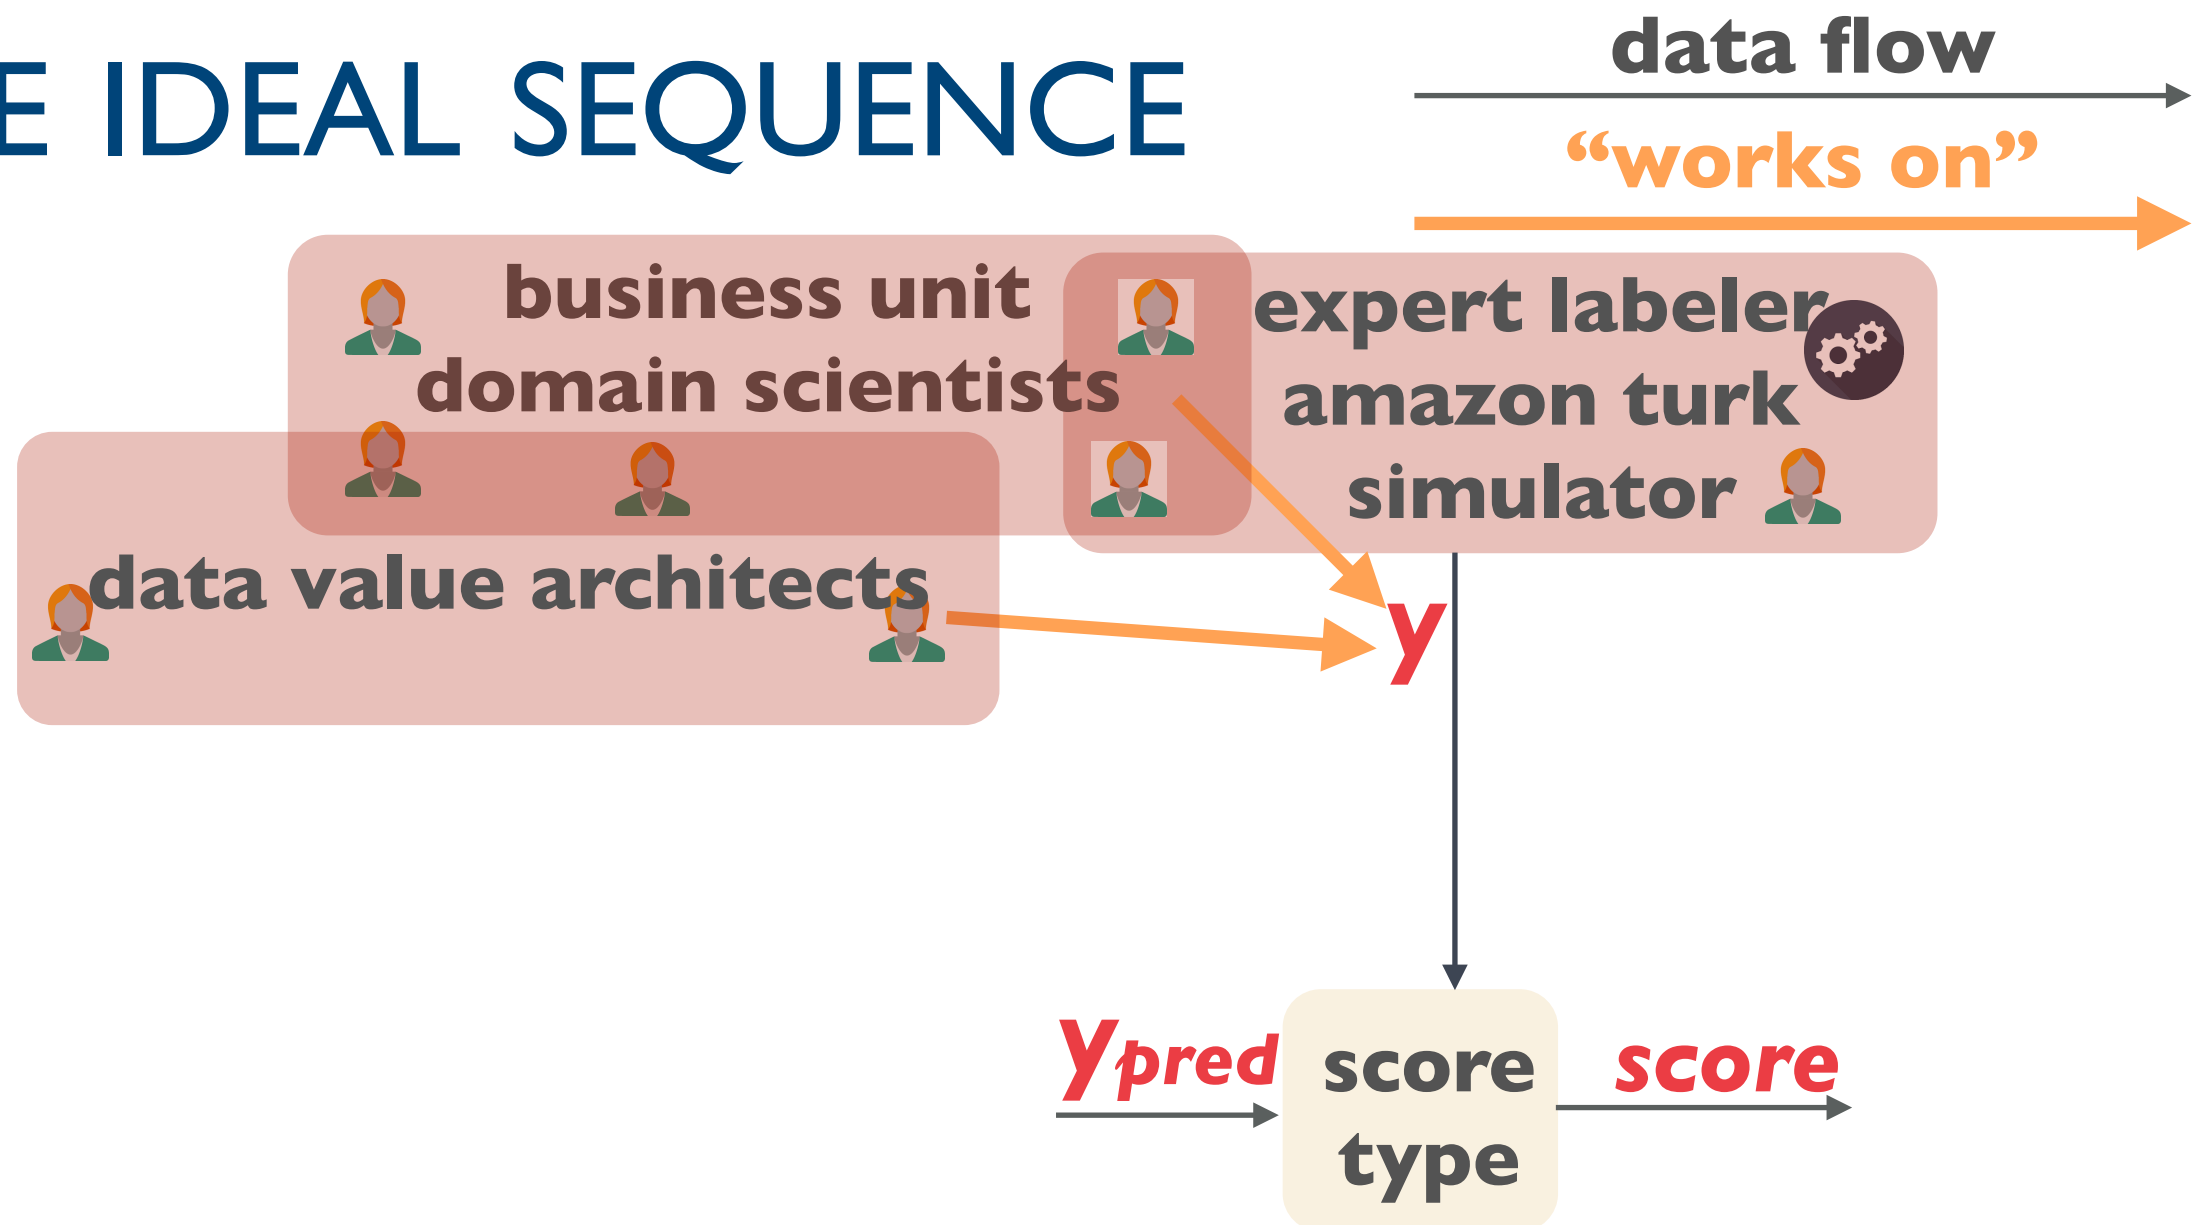 E IDEAL SEQUENCE
data flow
“works on”
business unit
domain scientists
expert labeler
amazon turk
simulator
data value architects
y
ypred
score
type
score